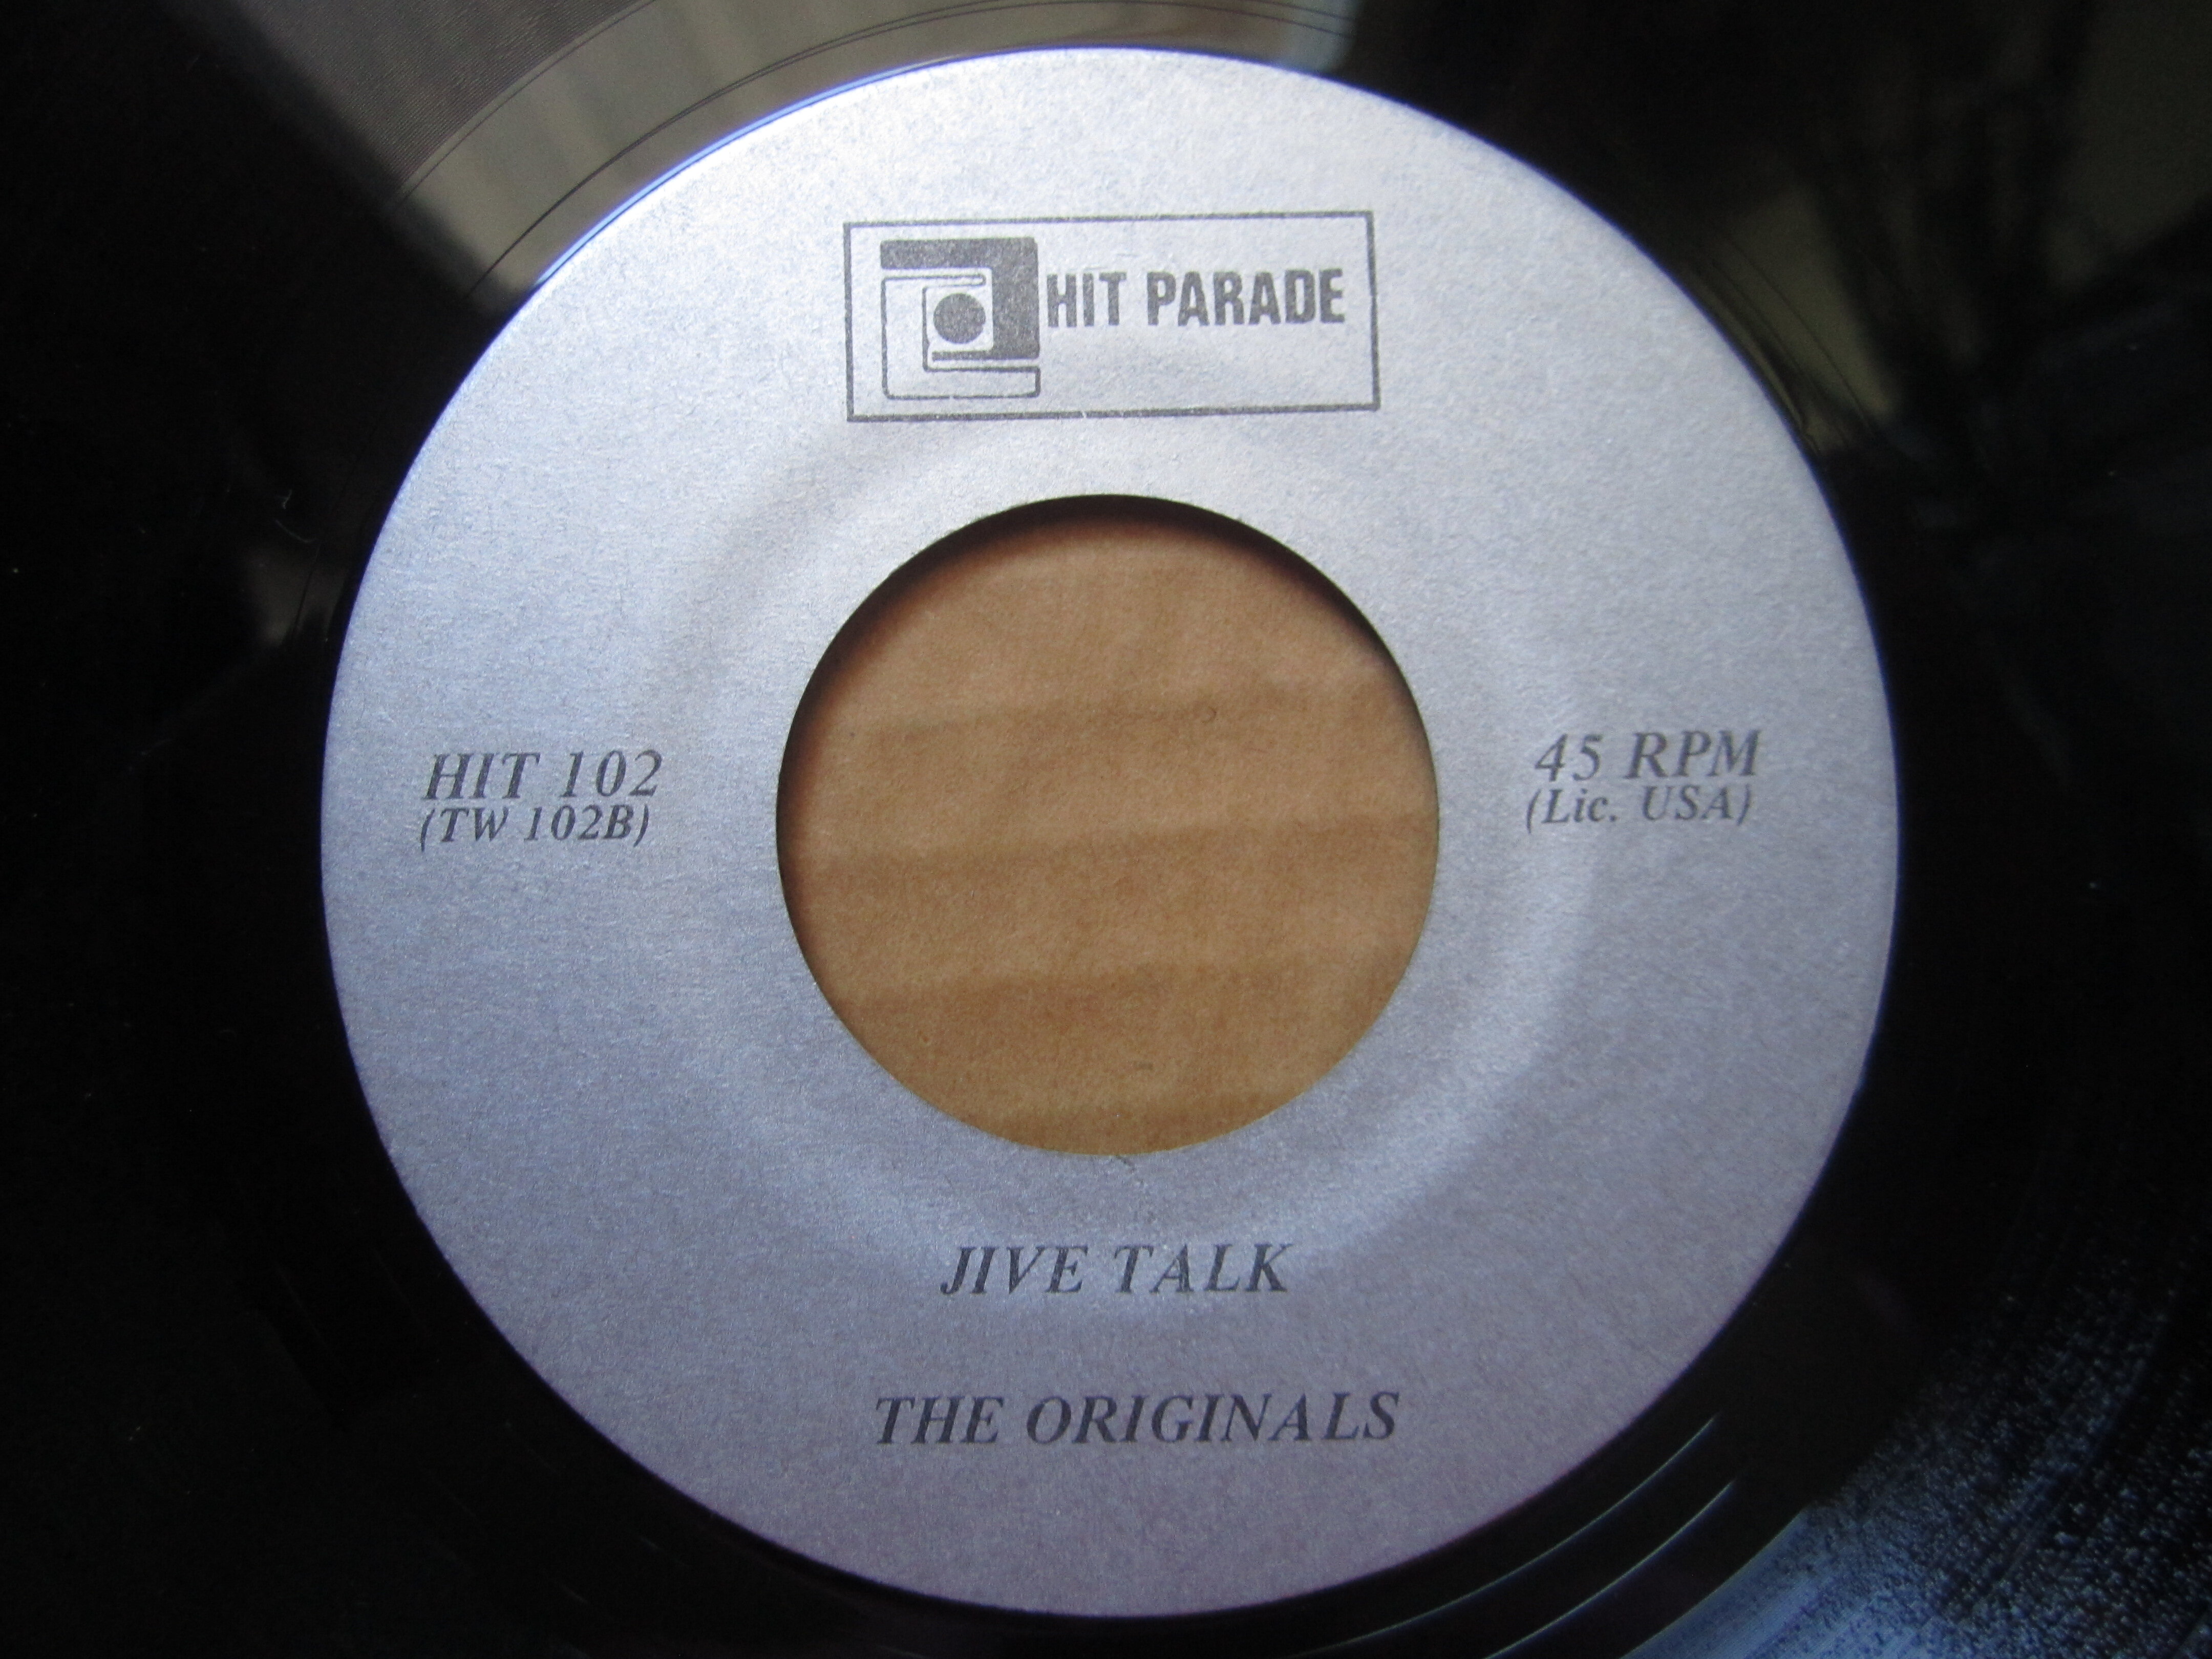 HIT PARADE
HIT 102
(TW 102B)
45 RPM
(Lic. USA)
JIVE TALK
THE ORIGINALS